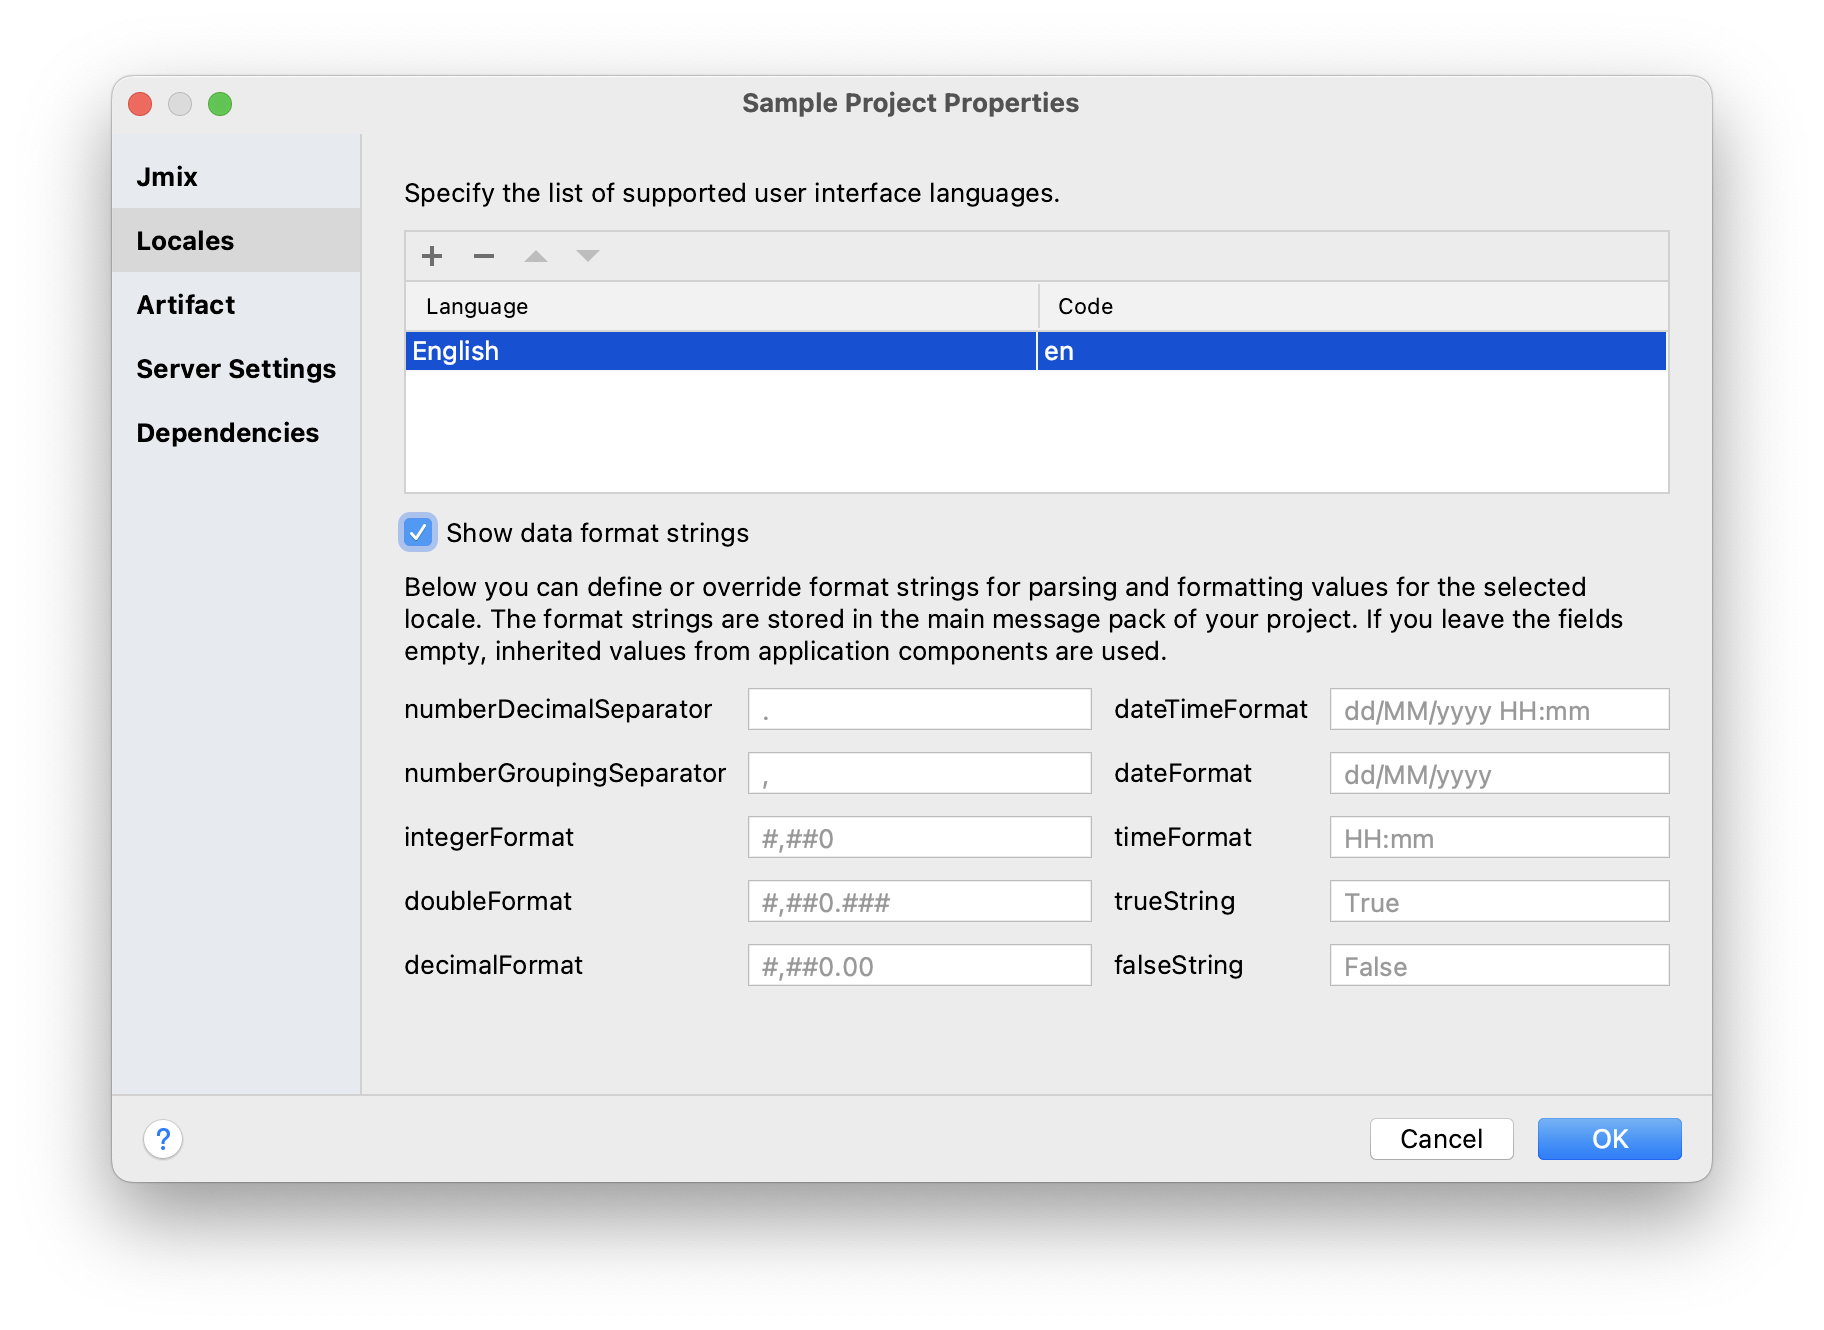 Sample Project Properties
Jmix
Locales
Artifact
Server Settings
Dependencies
Specify the list of supported user interface languages.
Language Code
English en
Show data format strings
Below you can define or override format strings for parsing and formatting values for the selected
locale. The format strings are stored in the main message pack of your project. If you leave the fields
empty, inherited values from application components are used.
numberDecimalSeparator . dateTimeFormat dd/MM/yyyy HH:mm
numberGroupingSeparator , dateFormat dd/MM/yyyy
integerFormat #,##0 timeFormat HH:mm
doubleFormat #,##0.### trueString True
decimalFormat #,##0.00 falseString False
? Cancel OK